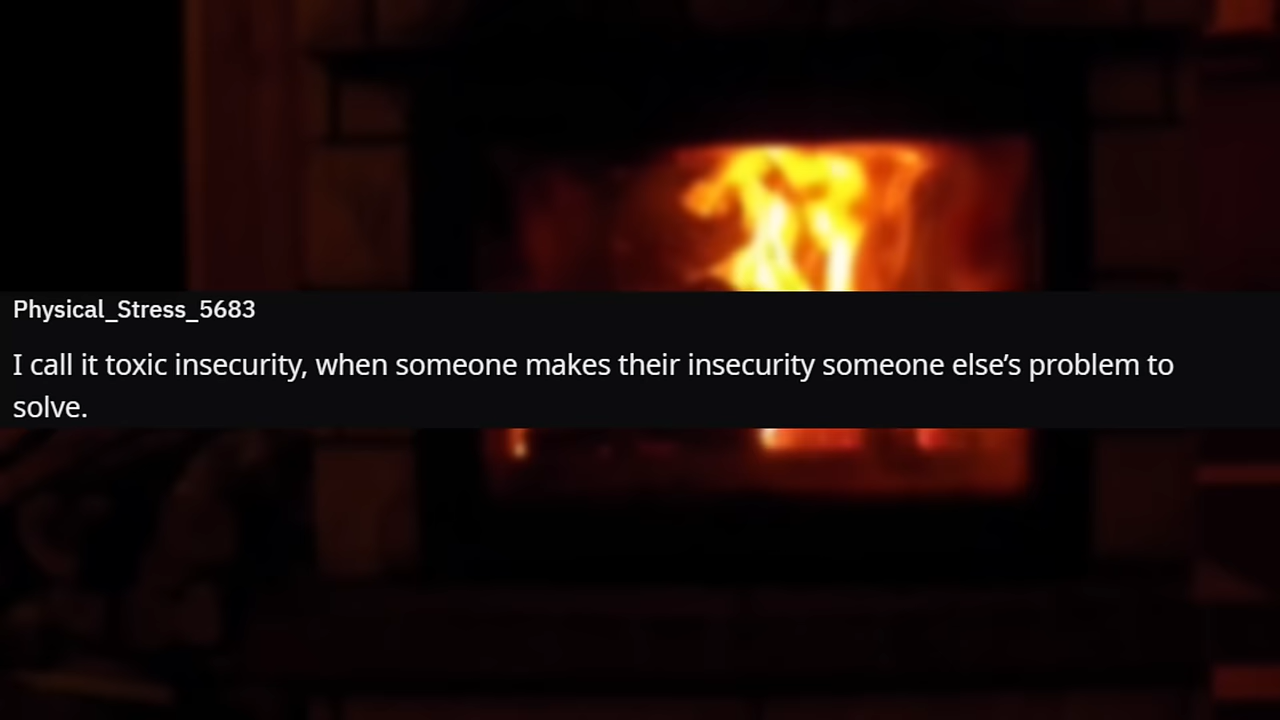 Physical_Stress_5683
I call it toxic insecurity, when someone makes their insecurity someone else’s problem to
solve.